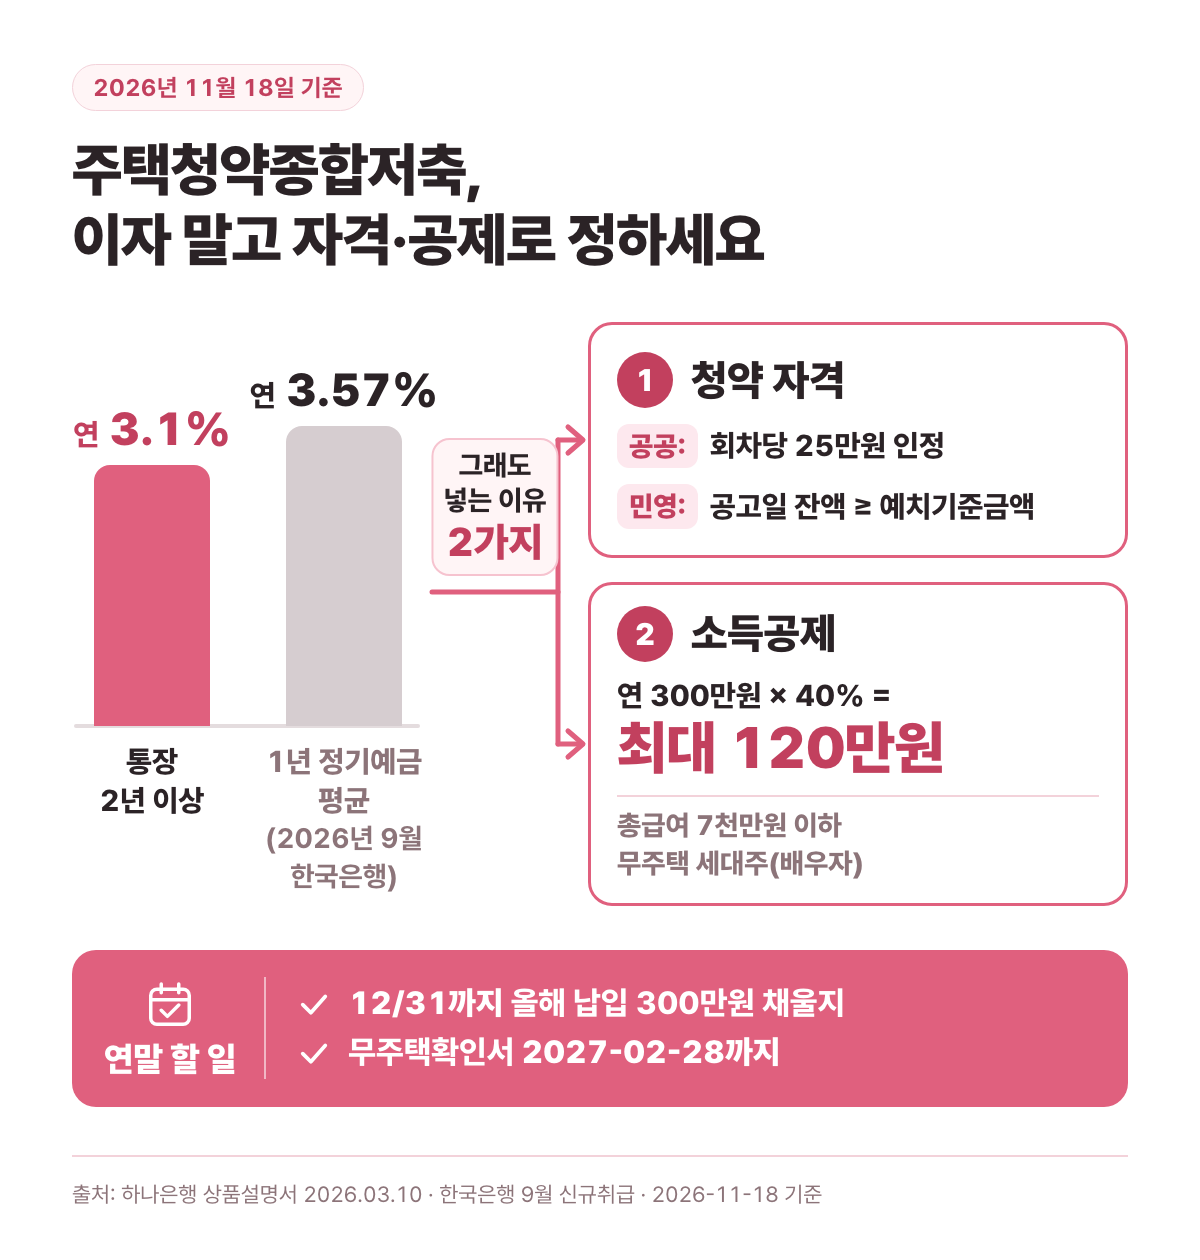 2026년 11월 18일 기준
주택청약종합저축,
이자 말고 자격·공제로 정하세요
연 3.1%
연 3.57%
통장
2년 이상
1년 정기예금
평균
(2026년 9월
한국은행)
그래도
넣는 이유
2가지
1 청약 자격
공공: 회차당 25만원 인정
민영: 공고일 잔액 ≥ 예치기준금액
2 소득공제
연 300만원 × 40% =
최대 120만원
총급여 7천만원 이하
무주택 세대주(배우자)
연말 할 일
12/31까지 올해 납입 300만원 채울지
무주택확인서 2027-02-28까지
출처: 하나은행 상품설명서 2026.03.10 · 한국은행 9월 신규취급 · 2026-11-18 기준